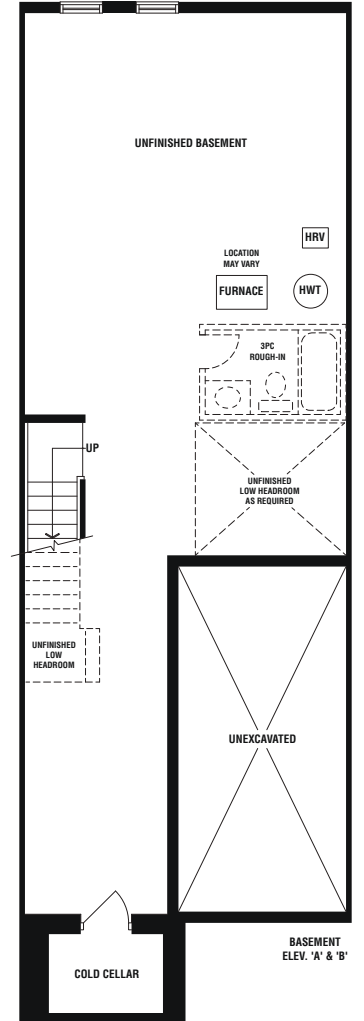 UNFINISHED BASEMENT
HRV
LOCATION
MAY VARY
FURNACE
HWT
3PC
ROUGH-IN
UP
UNFINISHED
LOW HEADROOM
AS REQUIRED
UNFINISHED
LOW
HEADROOM
UNEXCAVATED
BASEMENT
ELEV. 'A' & 'B'
COLD CELLAR